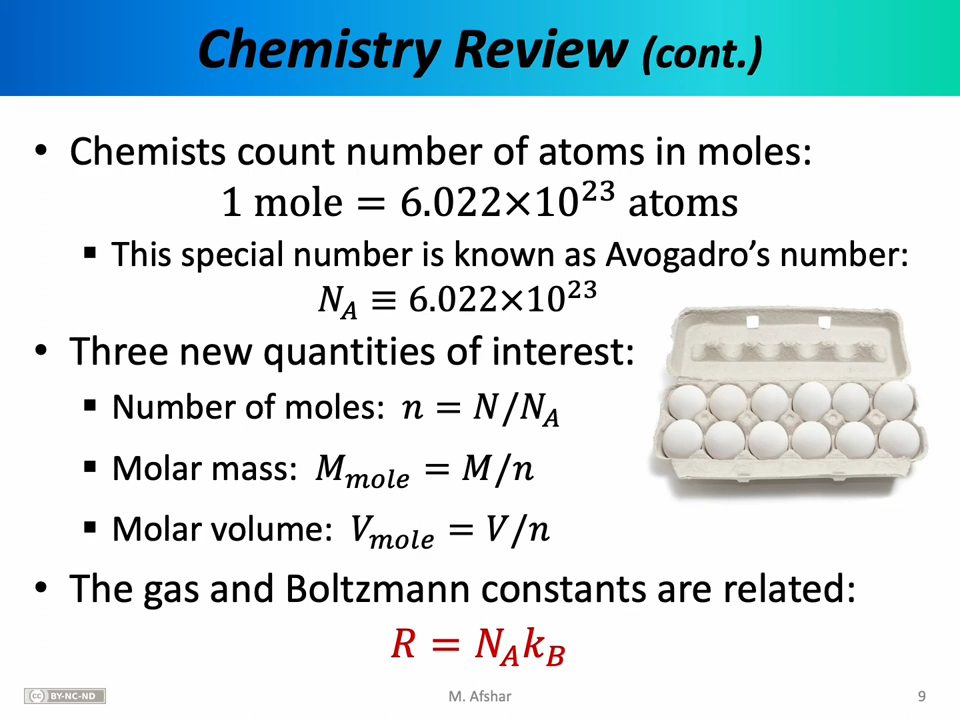 Chemistry Review (cont.)
• Chemists count number of atoms in moles:
1 mole = 6.022×10²³ atoms
▪ This special number is known as Avogadro’s number:
N_A ≡ 6.022×10²³
• Three new quantities of interest:
▪ Number of moles: n = N/N_A
▪ Molar mass: M_mole = M/n
▪ Molar volume: V_mole = V/n
• The gas and Boltzmann constants are related:
R = N_A k_B
cc BY-NC-ND
M. Afshar
9